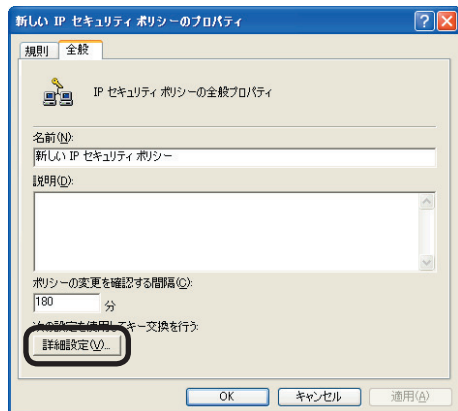 新しい IP セキュリティ ポリシーのプロパティ
規則 全般
IP セキュリティ ポリシーの全般プロパティ
名前(N):
新しい IP セキュリティ ポリシー
説明(D):
ポリシーの変更を確認する間隔(C):
180 分
次の設定を使用してキー交換を行う:
詳細設定(V)...
OK キャンセル 適用(A)